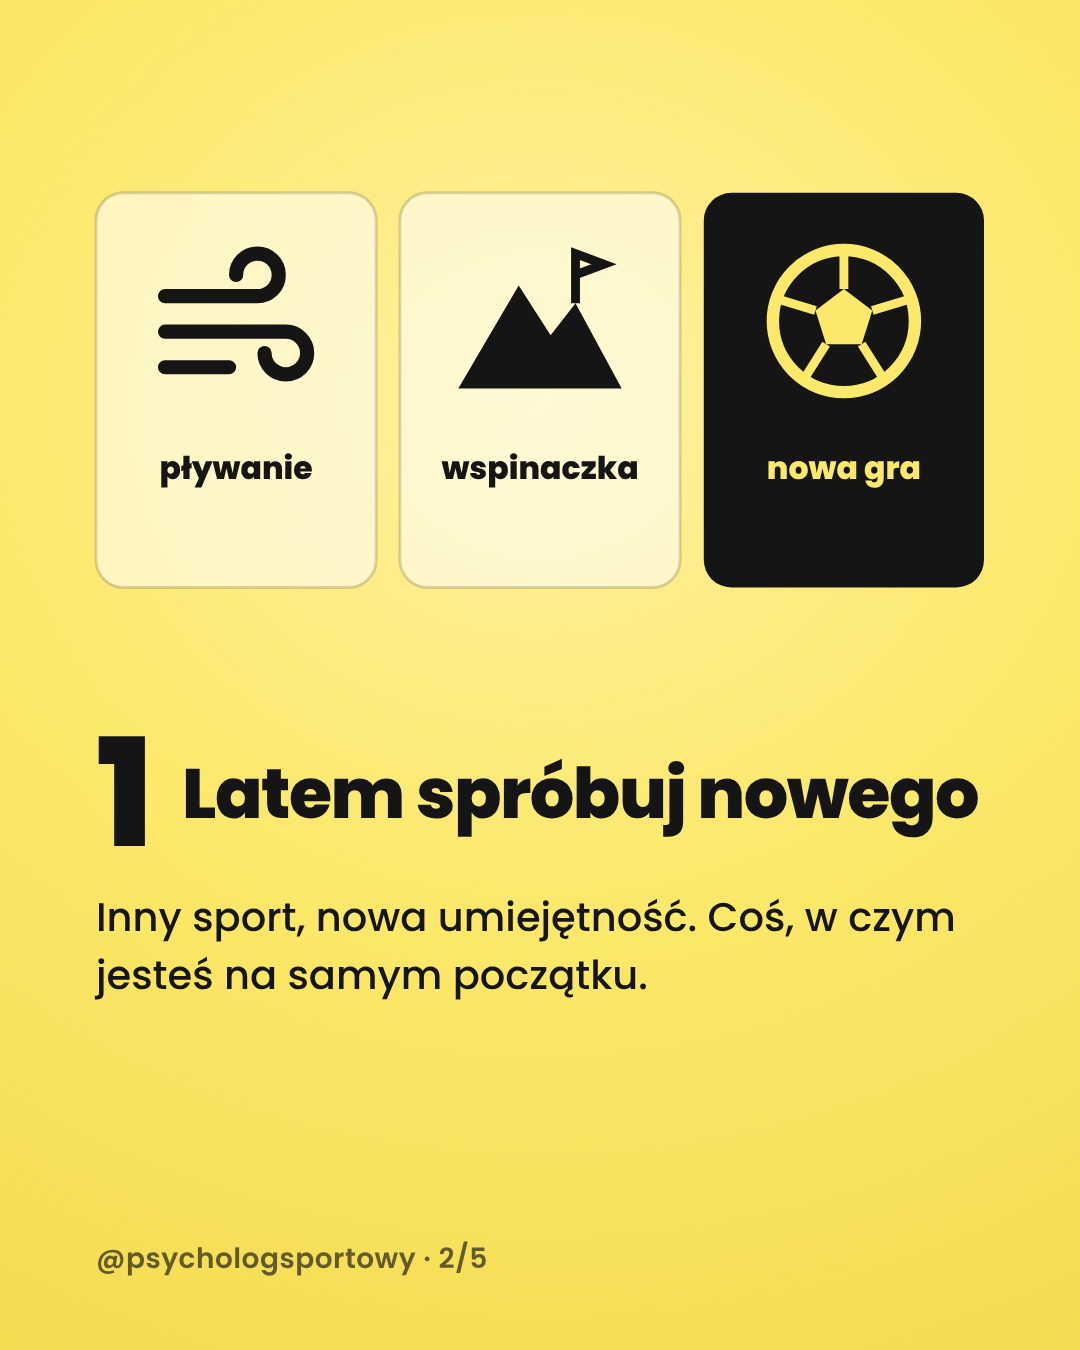 pływanie
wspinaczka
nowa gra
1 Latem spróbuj nowego
Inny sport, nowa umiejętność. Coś, w czym
jesteś na samym początku.
@psychologsportowy · 2/5